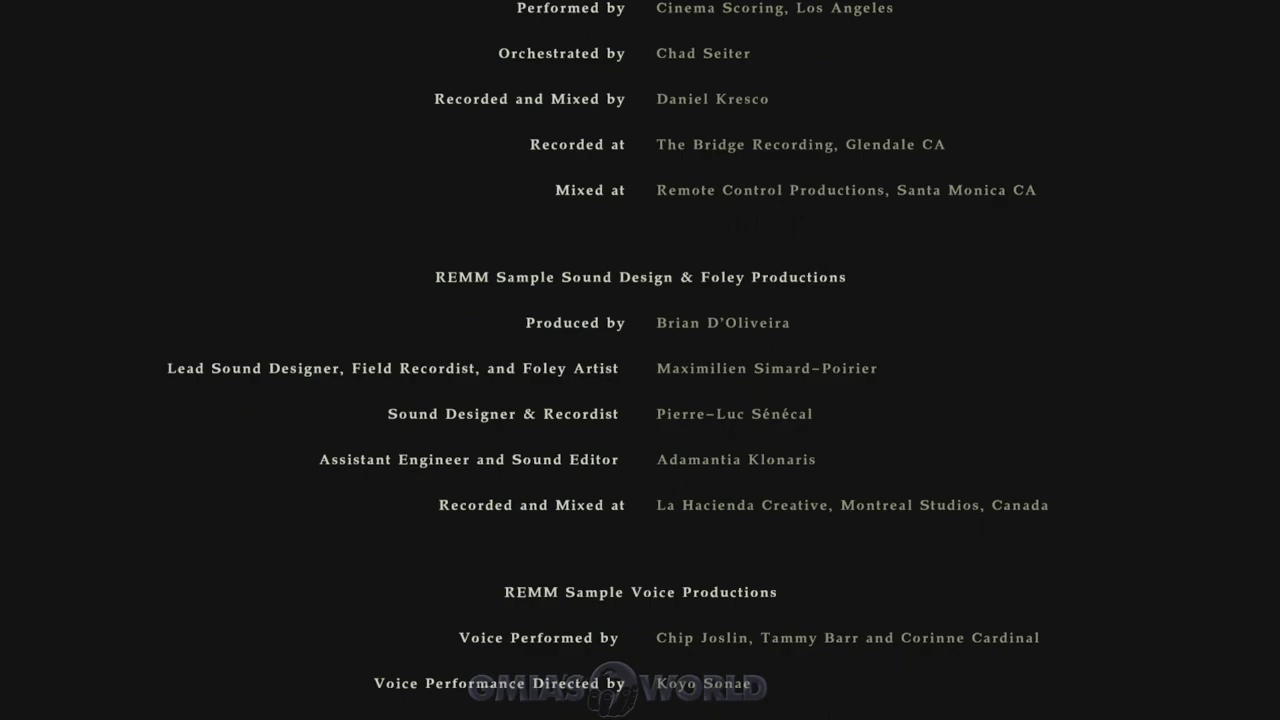 Performed by Cinema Scoring, Los Angeles
Orchestrated by Chad Seiter
Recorded and Mixed by Daniel Kresco
Recorded at The Bridge Recording, Glendale CA
Mixed at Remote Control Productions, Santa Monica CA
REMM Sample Sound Design & Foley Productions
Produced by Brian D’Oliveira
Lead Sound Designer, Field Recordist, and Foley Artist Maximilien Simard–Poirier
Sound Designer & Recordist Pierre–Luc Sénécal
Assistant Engineer and Sound Editor Adamantia Klonaris
Recorded and Mixed at La Hacienda Creative, Montreal Studios, Canada
REMM Sample Voice Productions
Voice Performed by Chip Joslin, Tammy Barr and Corinne Cardinal
Voice Performance Directed by Koyo Sonae
OMIA'S WORLD